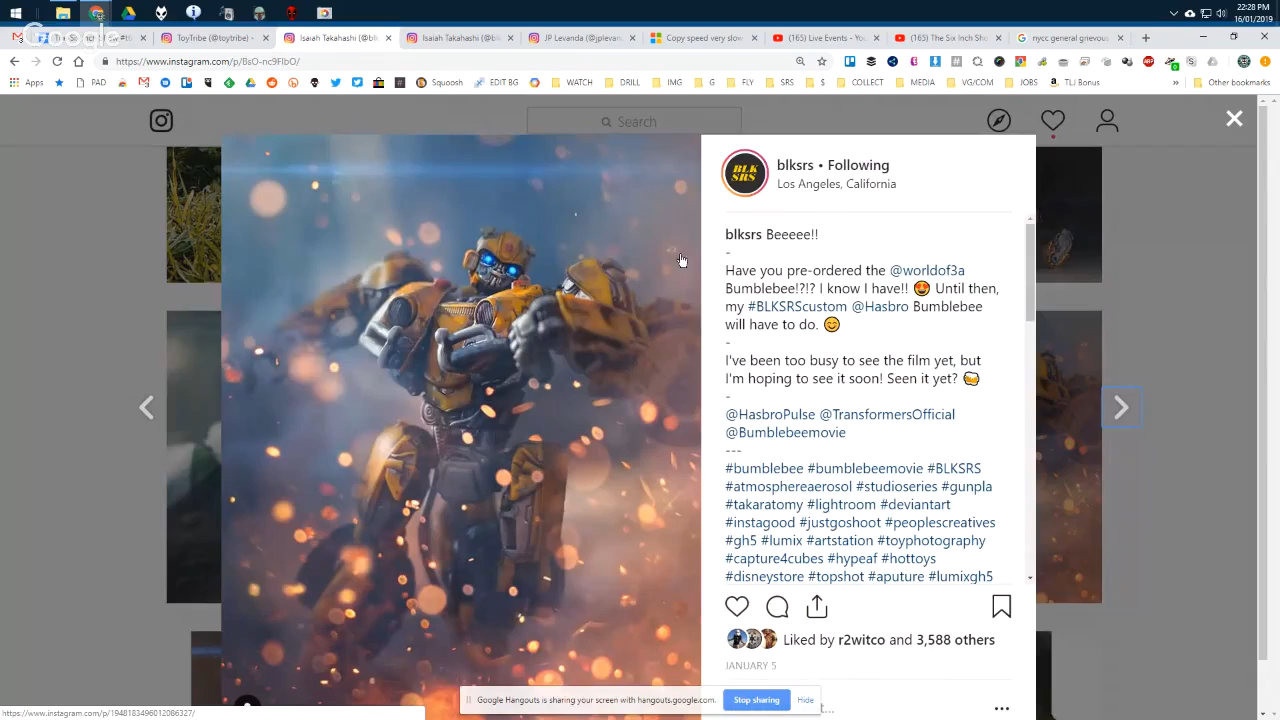 22:28 PM
16/01/2019
ToyTribe (@toytribe) •
Isaiah Takahashi (@bl
Isaiah Takahashi (@bl
JP Levanda (@jplevan
Copy speed very slow
(165) Live Events - You
(165) The Six Inch Sho
nycc general grievous
https://www.instagram.com/p/BsO-nc9FlbO/
Apps
PAD
Squoosh
EDIT BG
WATCH
DRILL
IMG
G
FLY
SRS
COLLECT
MEDIA
VG/COM
JOBS
TLJ Bonus
Other bookmarks
Search
BLK
SRS
blksrs • Following
Los Angeles, California
blksrs Beeeee!!
-
Have you pre-ordered the @worldof3a
Bumblebee!?!? I know I have!! 🤩 Until then,
my #BLKSRScustom @Hasbro Bumblebee
will have to do. 😊
-
I've been too busy to see the film yet, but
I'm hoping to see it soon! Seen it yet? 🍻
-
@HasbroPulse @TransformersOfficial
@Bumblebeemovie
---
#bumblebee #bumblebeemovie #BLKSRS
#atmosphereaerosol #studioseries #gunpla
#takaratomy #lightroom #deviantart
#instagood #justgoshoot #peoplescreatives
#gh5 #lumix #artstation #toyphotography
#capture4cubes #hypeaf #hottoys
#disneystore #topshot #aputure #lumixgh5
Liked by r2witco and 3,588 others
JANUARY 5
Google Hangouts is sharing your screen with hangouts.google.com.
Stop sharing
Hide
https://www.instagram.com/p/1948183496012086327/